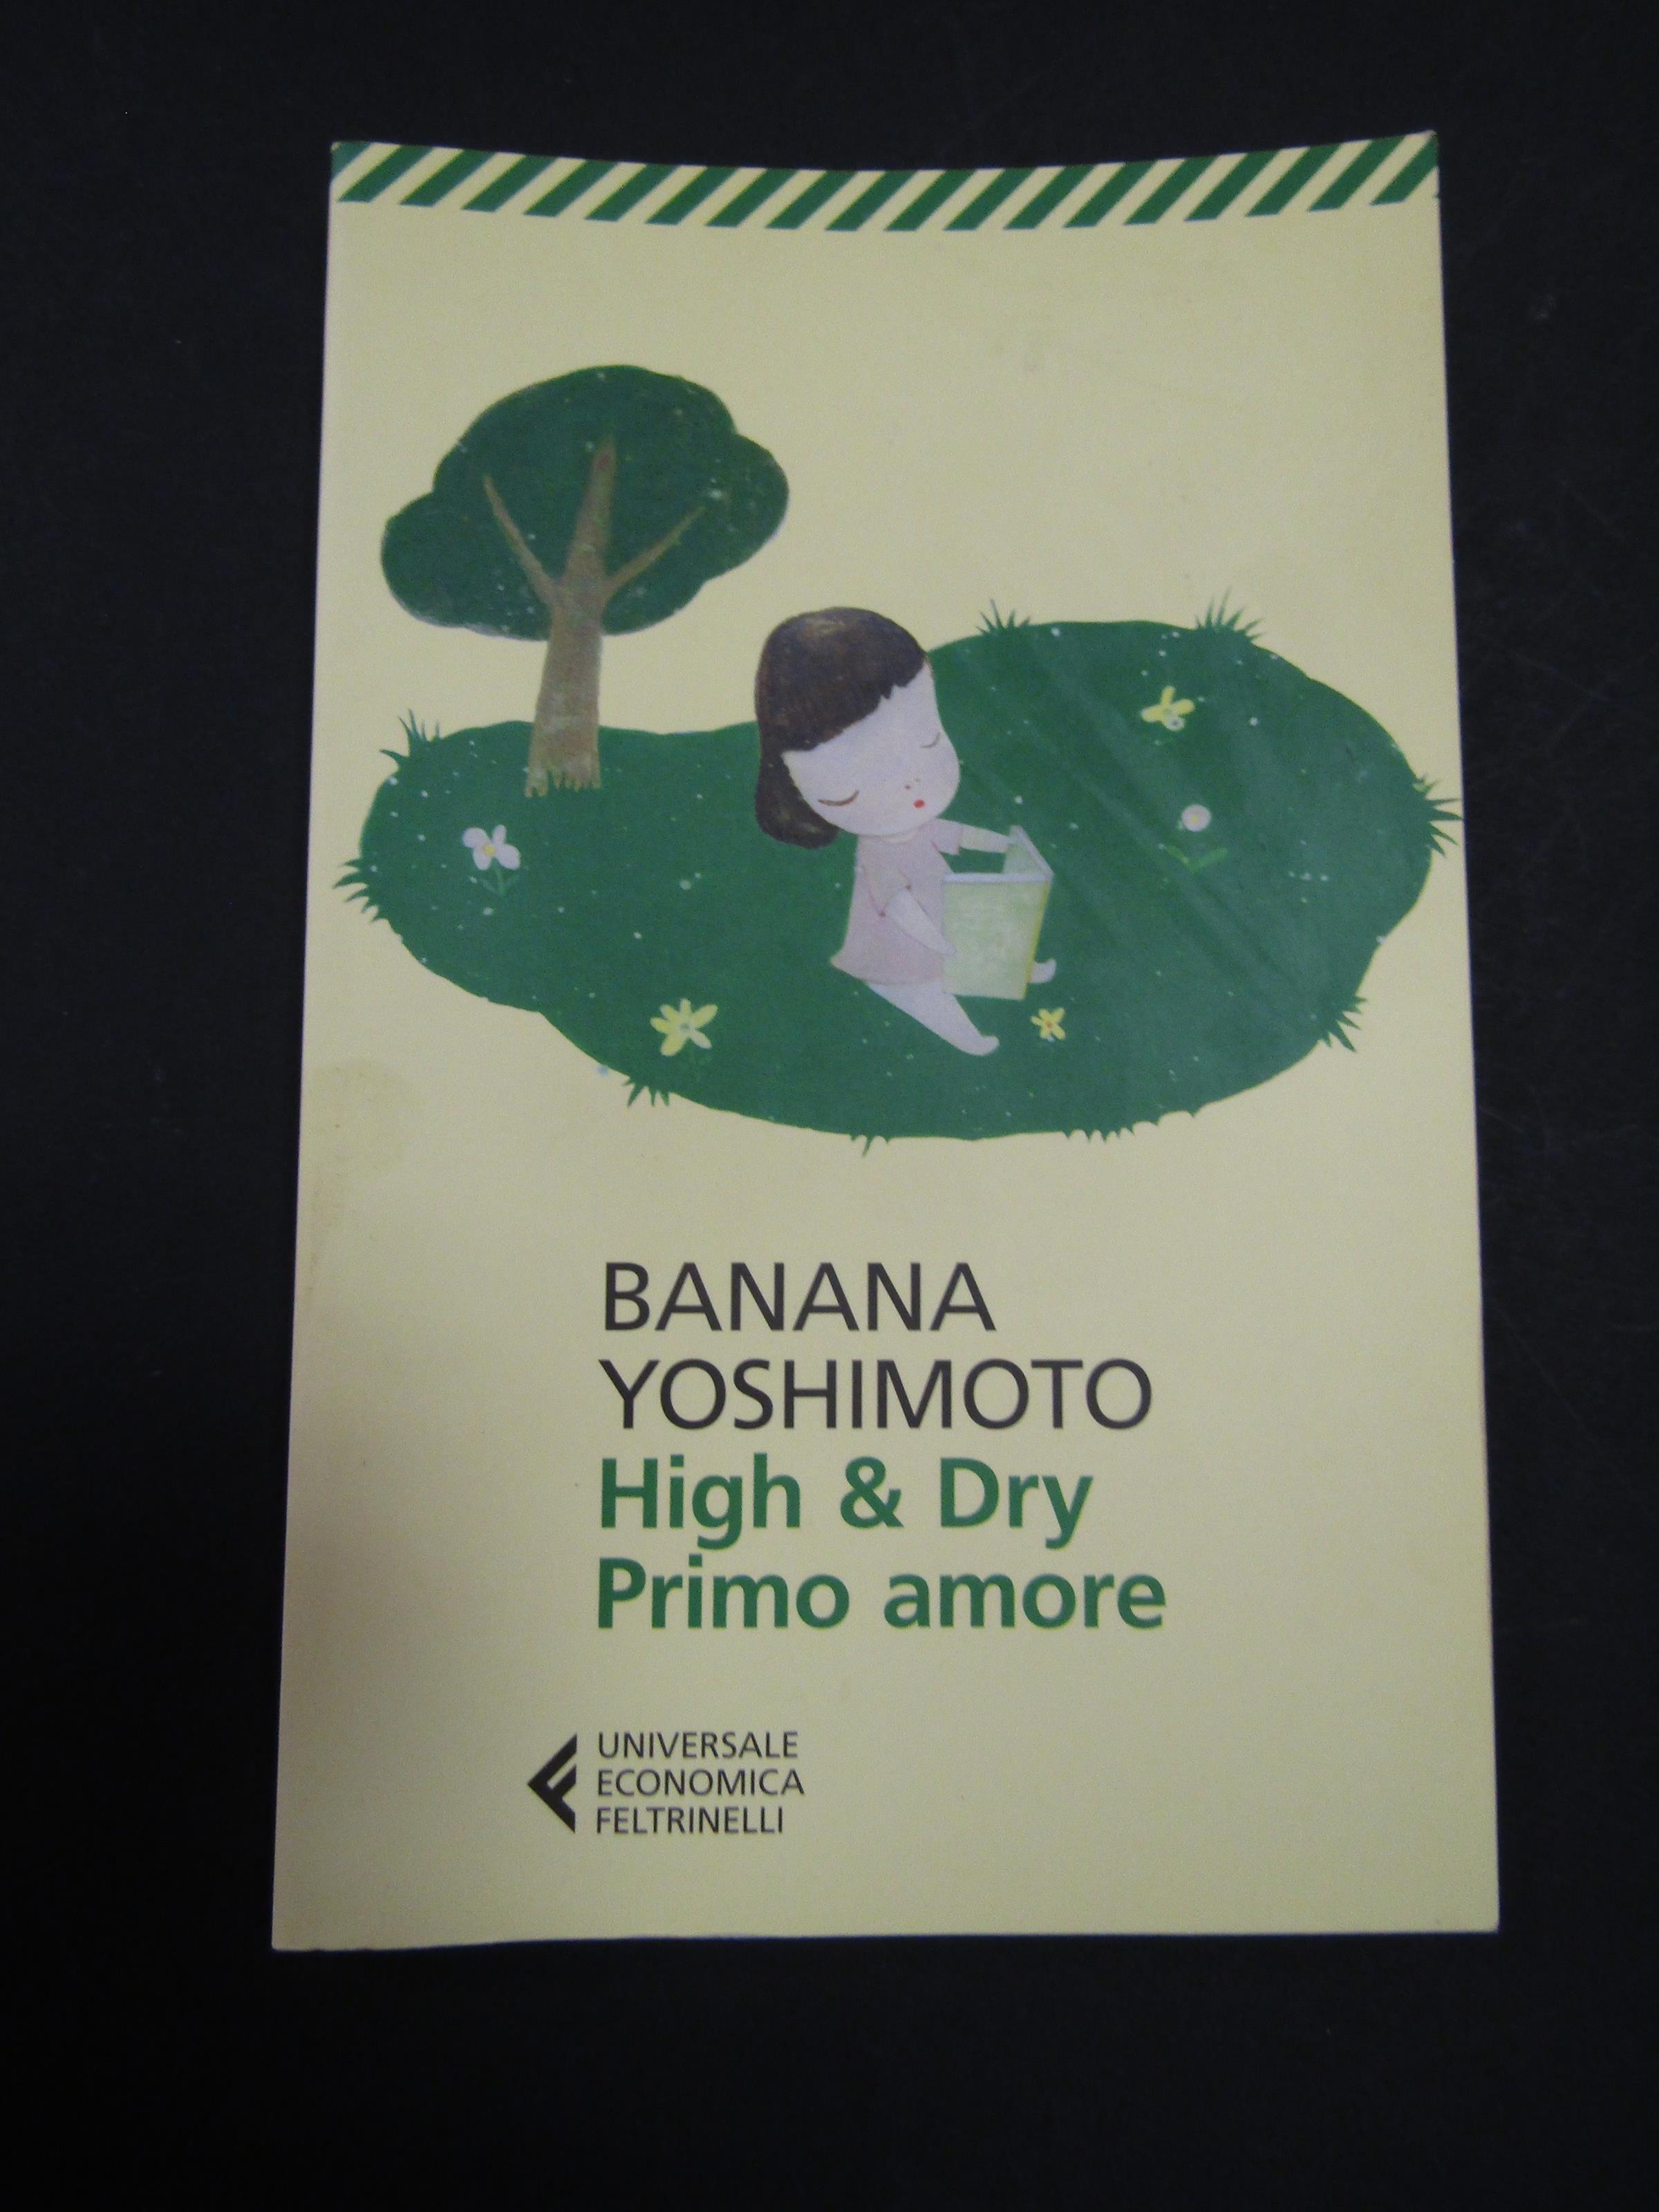 BANANA
YOSHIMOTO
High & Dry
Primo amore
UNIVERSALE
ECONOMICA
FELTRINELLI